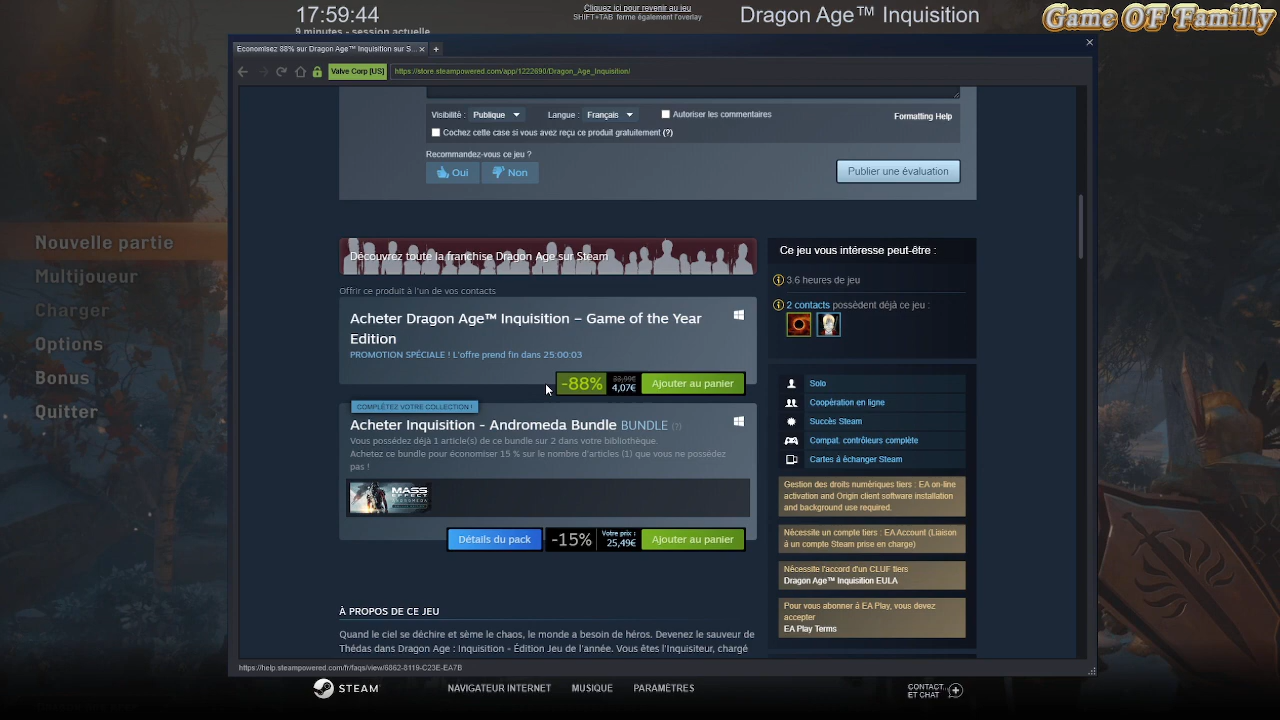 17:59:44
9 minutes - session actuelle
Cliquez ici pour revenir au jeu
SHIFT+TAB ferme également l'overlay
Dragon Age™ Inquisition
Game OF Familly
Economisez 88% sur Dragon Age™ Inquisition sur S...
Valve Corp [US]
https://store.steampowered.com/app/1222690/Dragon_Age_Inquisition/
Visibilité : Publique
Langue : Français
Autoriser les commentaires
Formatting Help
Cochez cette case si vous avez reçu ce produit gratuitement (?)
Recommandez-vous ce jeu ?
Oui
Non
Publier une évaluation
Nouvelle partie
Multijoueur
Charger
Options
Bonus
Quitter
Découvrez toute la franchise Dragon Age sur Steam
Offrir ce produit à l'un de vos contacts
Acheter Dragon Age™ Inquisition – Game of the Year
Edition
PROMOTION SPÉCIALE ! L'offre prend fin dans 25:00:03
-88%
33,99€
4,07€
Ajouter au panier
COMPLÉTEZ VOTRE COLLECTION !
Acheter Inquisition - Andromeda Bundle BUNDLE (?)
Vous possédez déjà 1 article(s) de ce bundle sur 2 dans votre bibliothèque.
Achetez ce bundle pour économiser 15 % sur le nombre d'articles (1) que vous ne possédez
pas !
MASS EFFECT
Détails du pack
-15%
Votre prix :
25,49€
Ajouter au panier
À PROPOS DE CE JEU
Quand le ciel se déchire et sème le chaos, le monde a besoin de héros. Devenez le sauveur de
Thédas dans Dragon Age : Inquisition - Édition Jeu de l'année. Vous êtes l'Inquisiteur, chargé
Ce jeu vous intéresse peut-être :
3.6 heures de jeu
2 contacts possèdent déjà ce jeu :
Solo
Coopération en ligne
Succès Steam
Compat. contrôleurs complète
Cartes à échanger Steam
Gestion des droits numériques tiers : EA on-line
activation and Origin client software installation
and background use required.
Nécessite un compte tiers : EA Account (Liaison
à un compte Steam prise en charge)
Nécessite l'accord d'un CLUF tiers
Dragon Age™ Inquisition EULA
Pour vous abonner à EA Play, vous devez
accepter
EA Play Terms
https://help.steampowered.com/fr/faqs/view/6862-8119-C23E-EA7B
STEAM
NAVIGATEUR INTERNET
MUSIQUE
PARAMÈTRES
CONTACT...
ET CHAT